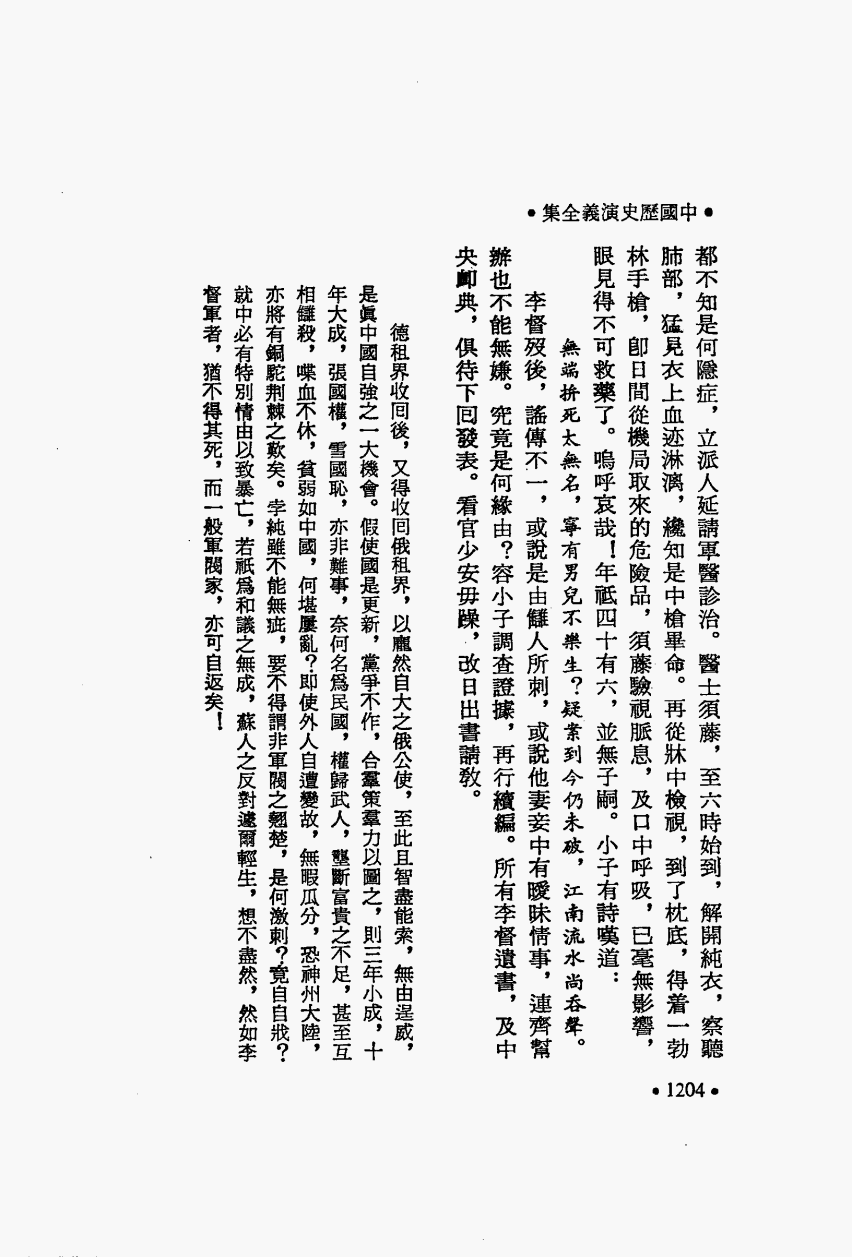 •中國歷史演義全集•
都不知是何隱症，立派人延請軍醫診治。醫士須藤，至六時始到，解開純衣，察聽
肺部，猛見衣上血迹淋漓，纔知是中槍畢命。再從牀中檢視，到了枕底，得着一勃
林手槍，卽日間從機局取來的危險品，須藤驗視脈息，及口中呼吸，已毫無影響，
眼見得不可救藥了。嗚呼哀哉！年祇四十有六，並無子嗣。小子有詩嘆道：
無端拚死太無名，寧有男兒不樂生？疑案到今仍未破，江南流水尚吞聲。
李督歿後，謠傳不一，或說是由讎人所刺，或說他妻妾中有曖昧情事，連齊幫
辦也不能無嫌。究竟是何緣由？容小子調查證據，再行續編。所有李督遺書，及中
央卹典，俱待下回發表。看官少安毋躁，改日出書請教。
德租界收回後，又得收回俄租界，以龐然自大之俄公使，至此且智盡能索，無由逞威，
是眞中國自強之一大機會。假使國是更新，黨爭不作，合羣策羣力以圖之，則三年小成，十
年大成，張國權，雪國恥，亦非難事，奈何名爲民國，權歸武人，壟斷富貴之不足，甚至互
相讎殺，喋血不休，貧弱如中國，何堪屢亂？即使外人自遭變故，無暇瓜分，恐神州大陸，
亦將有銅駝荆棘之歎矣。李純雖不能無疵，要不得謂非軍閥之翹楚，是何激刺？竟自自戕？
就中必有特別情由以致暴亡，若祇爲和議之無成，蘇人之反對遽爾輕生，想不盡然，然如李
督軍者，猶不得其死，而一般軍閥家，亦可自返矣！
•1204•